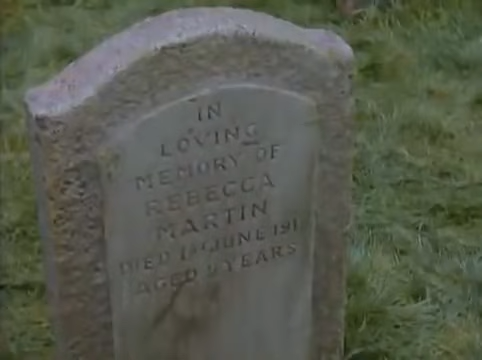 IN
LOVING
MEMORY OF
REBECCA
MARTIN
DIED JUNE
AGED YEARS